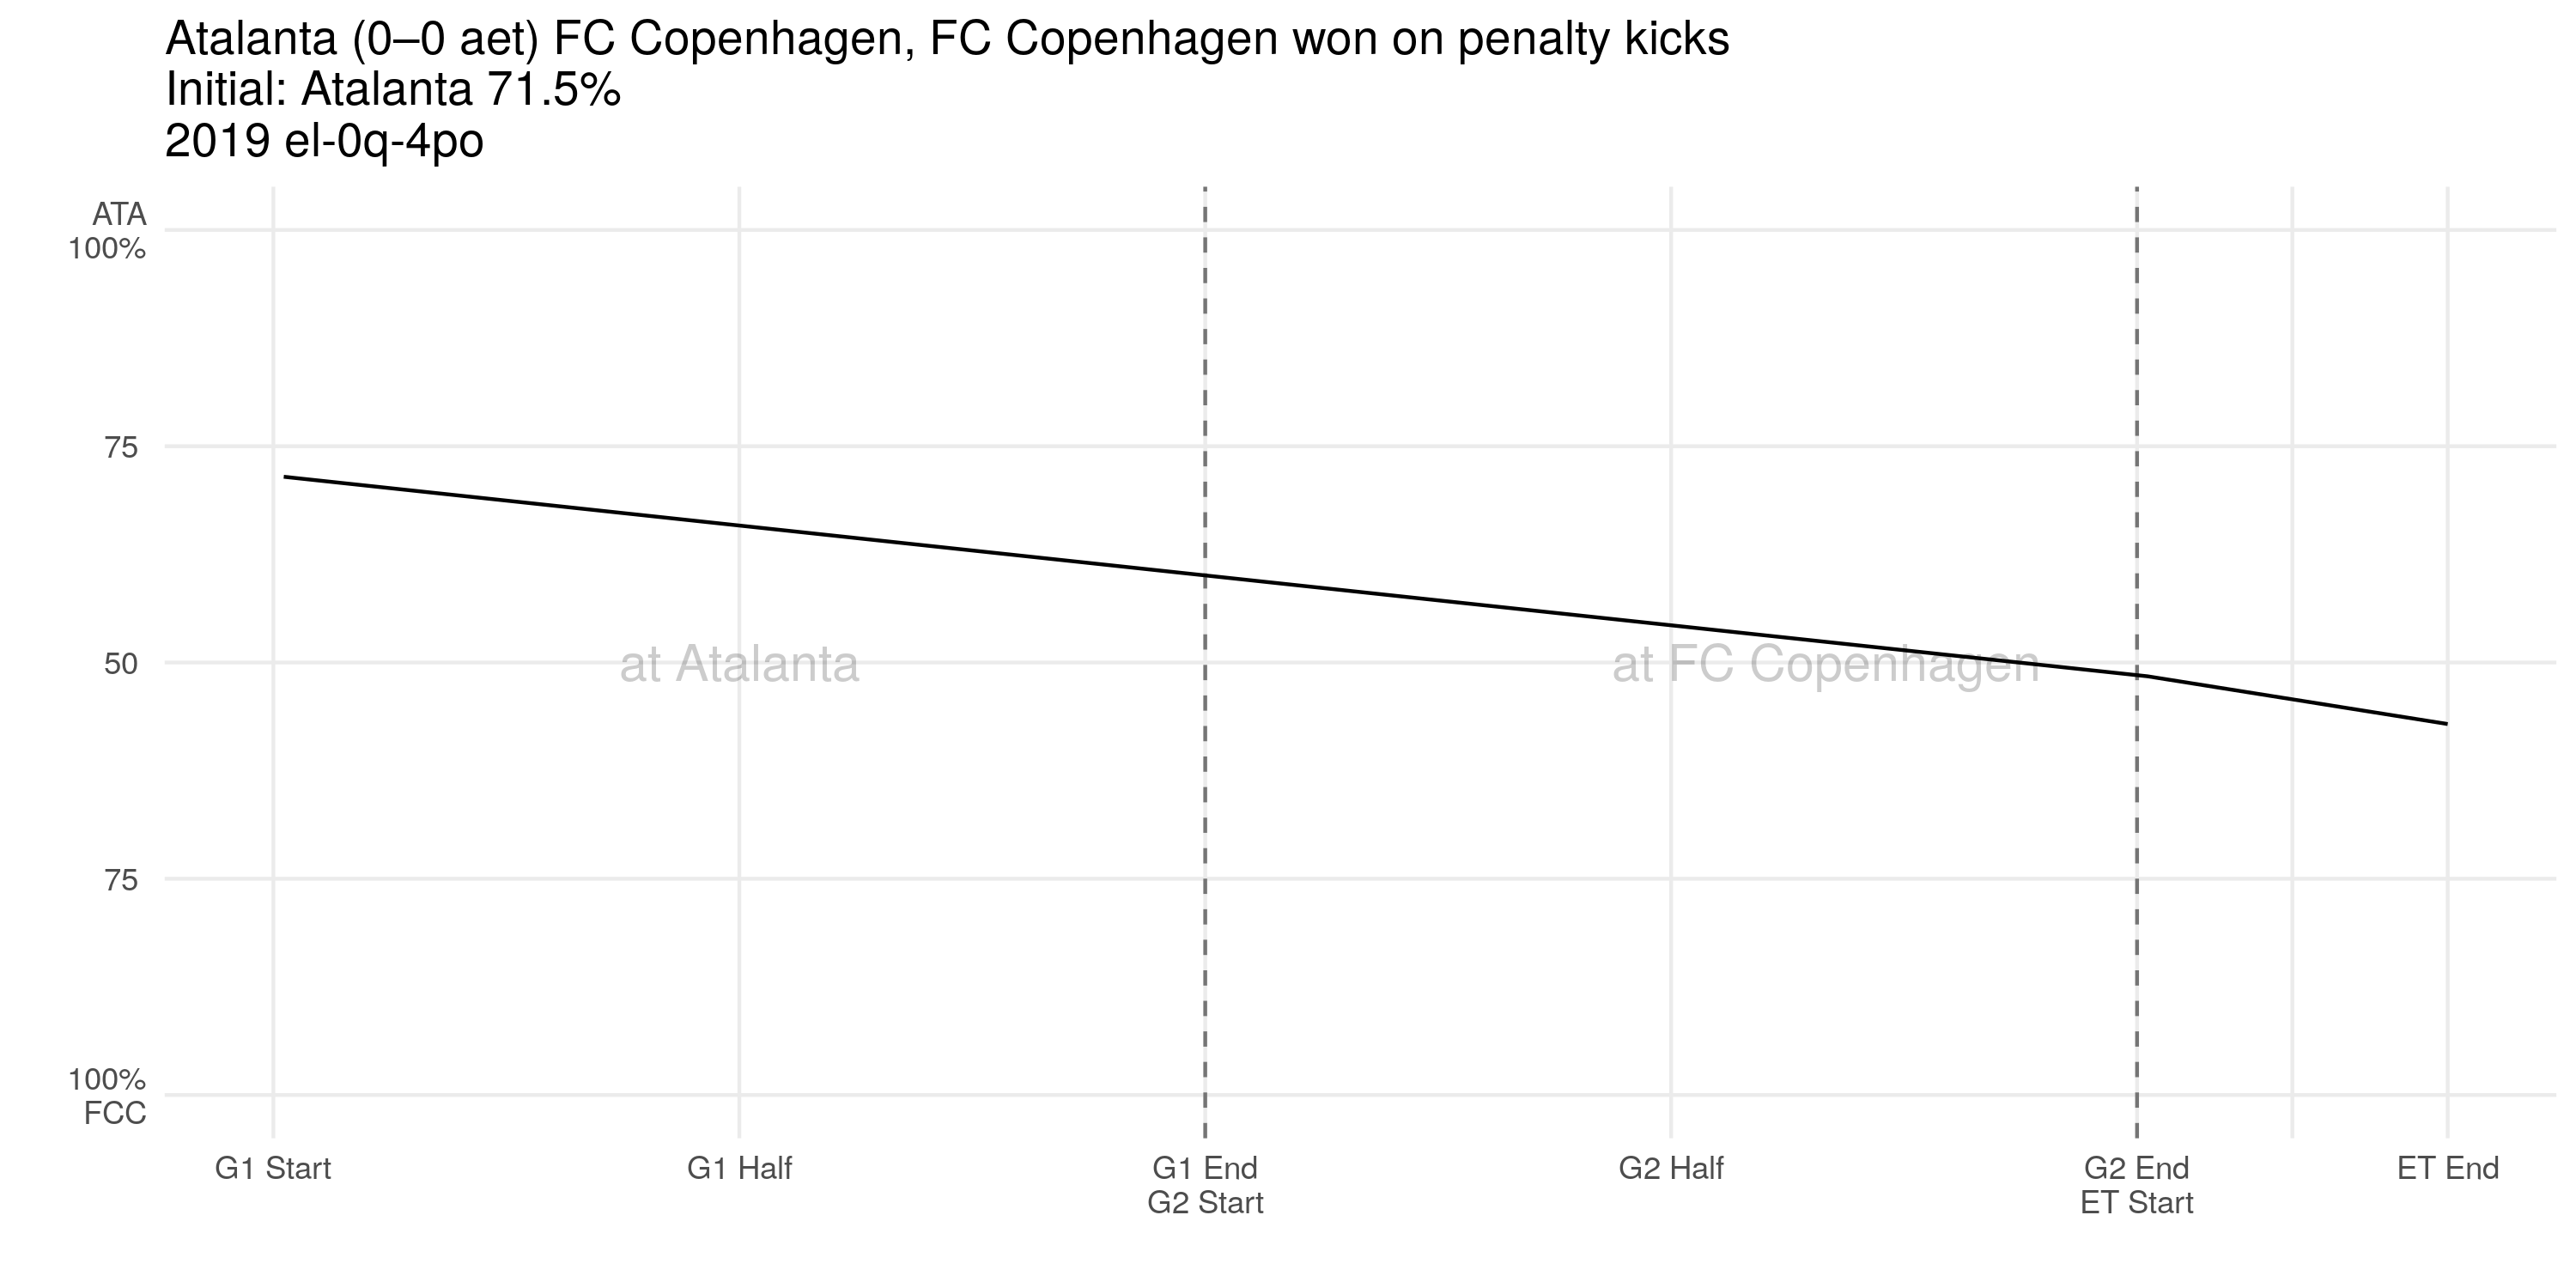 Atalanta (0–0 aet) FC Copenhagen, FC Copenhagen won on penalty kicks
Initial: Atalanta 71.5%
2019 el-0q-4po
ATA
100%
75
50
75
100%
FCC
at Atalanta
at FC Copenhagen
G1 Start
G1 Half
G1 End
G2 Start
G2 Half
G2 End
ET Start
ET End